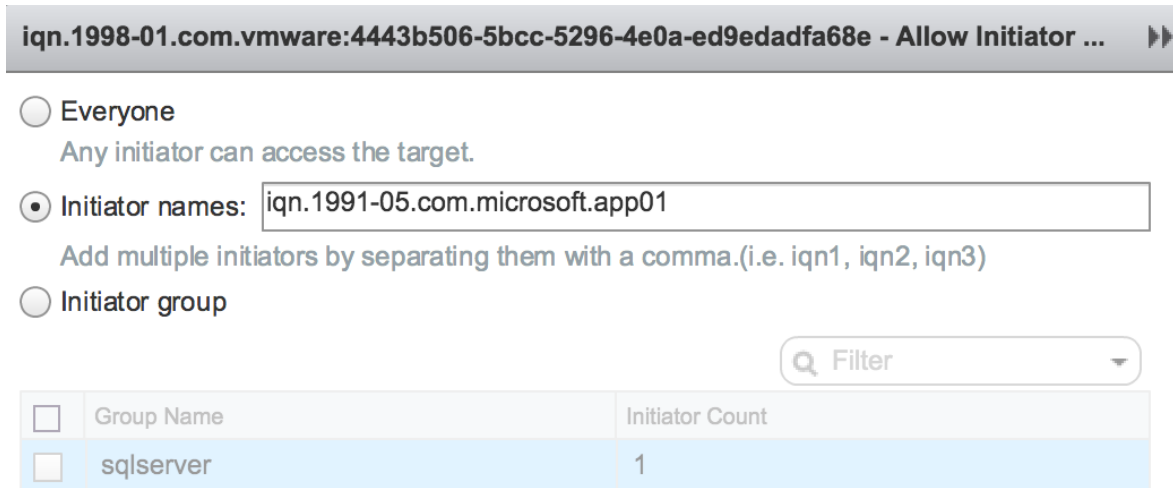 iqn.1998-01.com.vmware:4443b506-5bcc-5296-4e0a-ed9edadfa68e - Allow Initiator ...
Everyone
Any initiator can access the target.
Initiator names: iqn.1991-05.com.microsoft.app01
Add multiple initiators by separating them with a comma.(i.e. iqn1, iqn2, iqn3)
Initiator group
Filter
Group Name Initiator Count
sqlserver 1